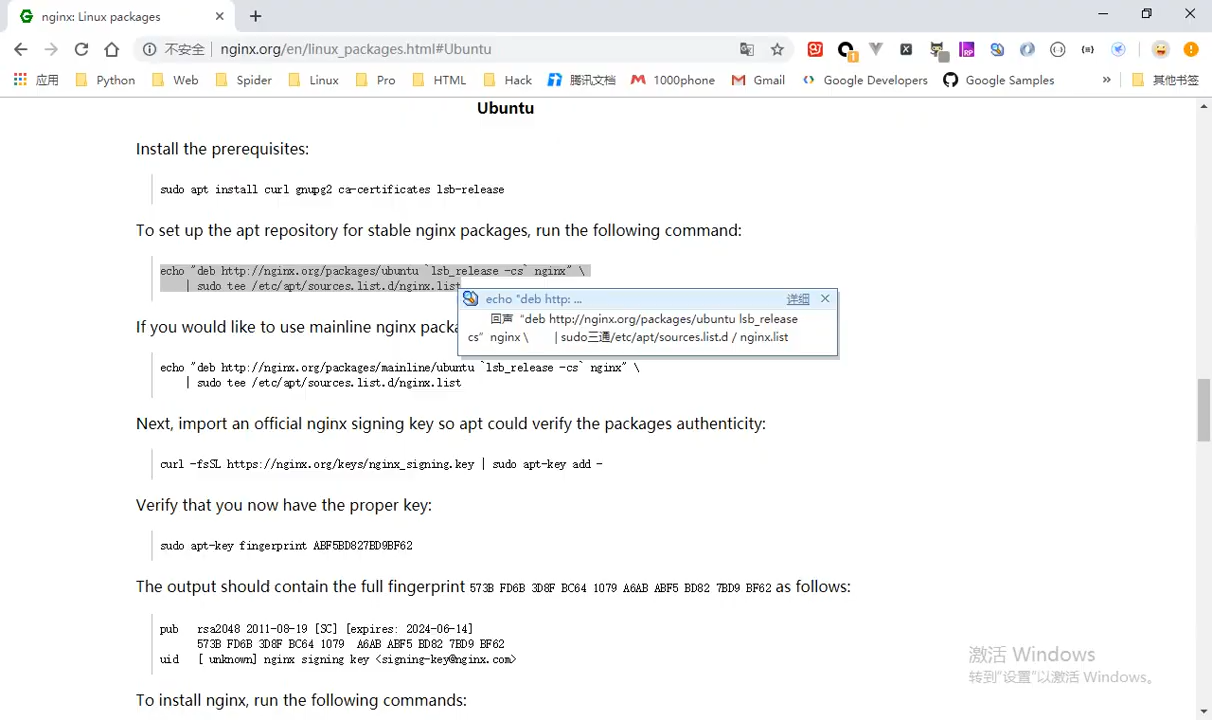 nginx: Linux packages
不安全 nginx.org/en/linux_packages.html#Ubuntu
应用 Python Web Spider Linux Pro HTML Hack 腾讯文档 1000phone Gmail Google Developers Google Samples » 其他书签
Ubuntu
Install the prerequisites:
sudo apt install curl gnupg2 ca-certificates lsb-release
To set up the apt repository for stable nginx packages, run the following command:
echo "deb http://nginx.org/packages/ubuntu `lsb_release -cs` nginx" \
| sudo tee /etc/apt/sources.list.d/nginx.list
echo "deb http: ... 详细
回声“deb http://nginx.org/packages/ubuntu lsb_release
cs”nginx \ | sudo三通/etc/apt/sources.list.d / nginx.list
If you would like to use mainline nginx packa
echo "deb http://nginx.org/packages/mainline/ubuntu `lsb_release -cs` nginx" \
| sudo tee /etc/apt/sources.list.d/nginx.list
Next, import an official nginx signing key so apt could verify the packages authenticity:
curl -fsSL https://nginx.org/keys/nginx_signing.key | sudo apt-key add -
Verify that you now have the proper key:
sudo apt-key fingerprint ABF5BD827BD9BF62
The output should contain the full fingerprint 573B FD6B 3D8F BC64 1079 A6AB ABF5 BD82 7BD9 BF62 as follows:
pub rsa2048 2011-08-19 [SC] [expires: 2024-06-14]
573B FD6B 3D8F BC64 1079 A6AB ABF5 BD82 7BD9 BF62
uid [ unknown] nginx signing key <signing-key@nginx.com>
To install nginx, run the following commands:
激活 Windows
转到“设置”以激活 Windows。